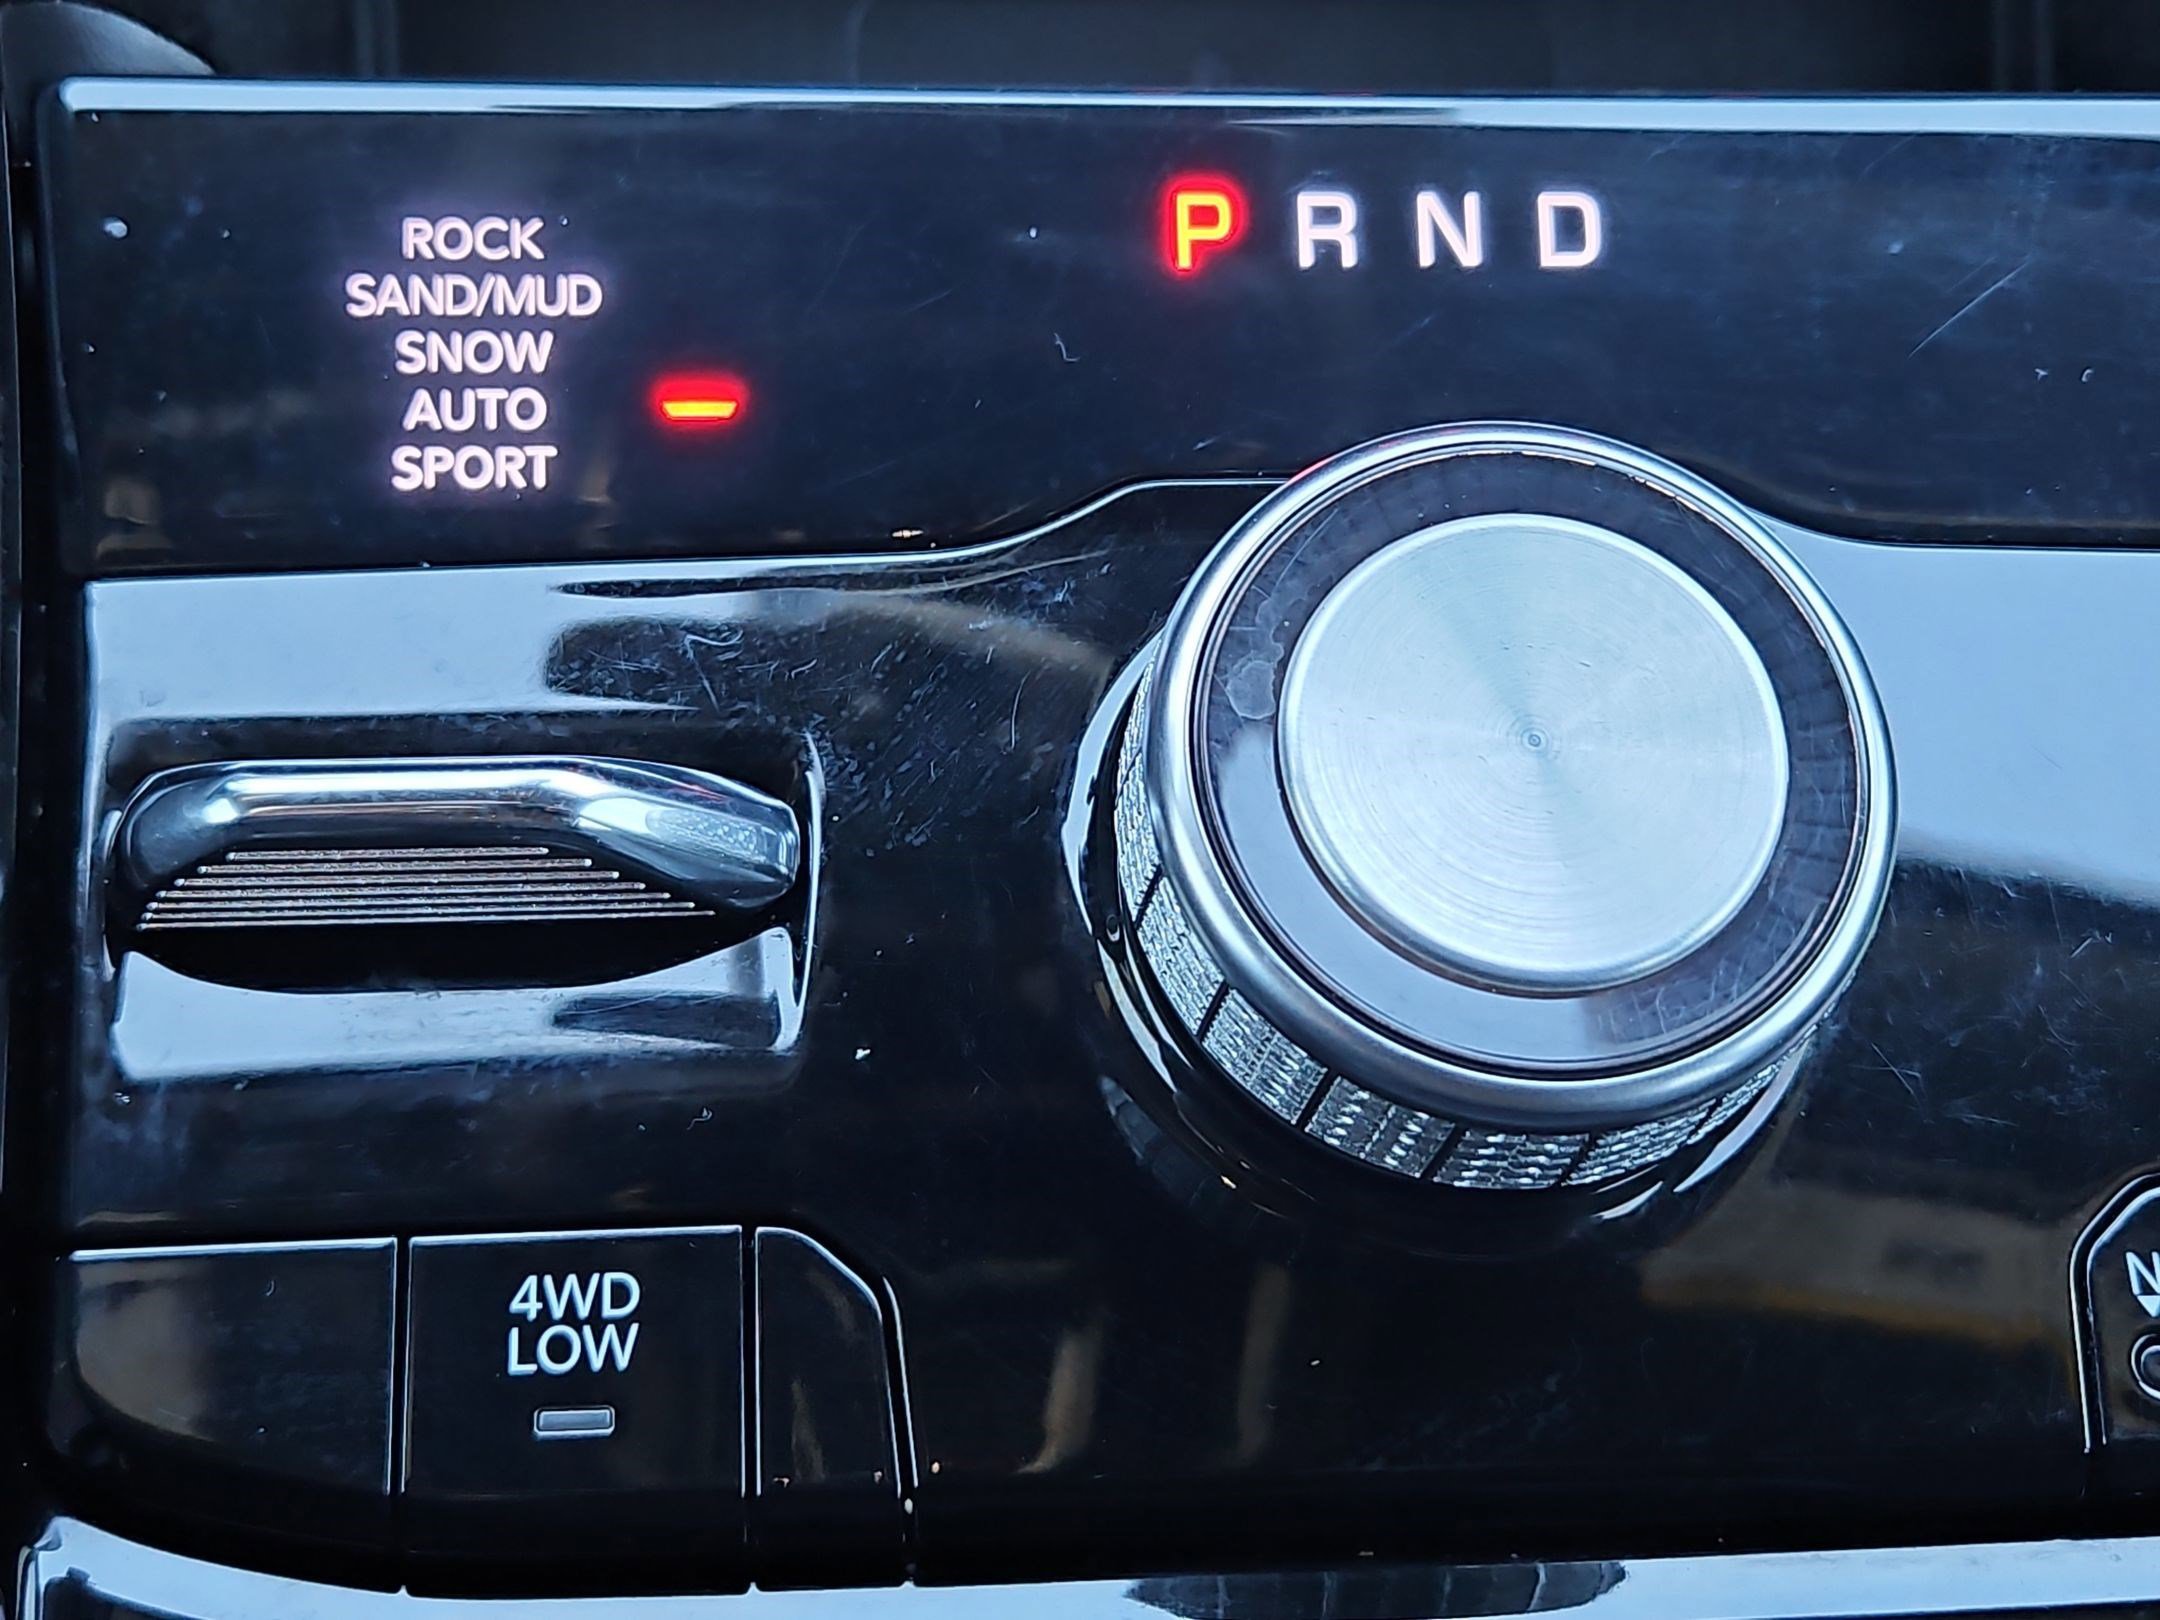 P R N D
ROCK
SAND/MUD
SNOW
AUTO
SPORT
4WD
LOW